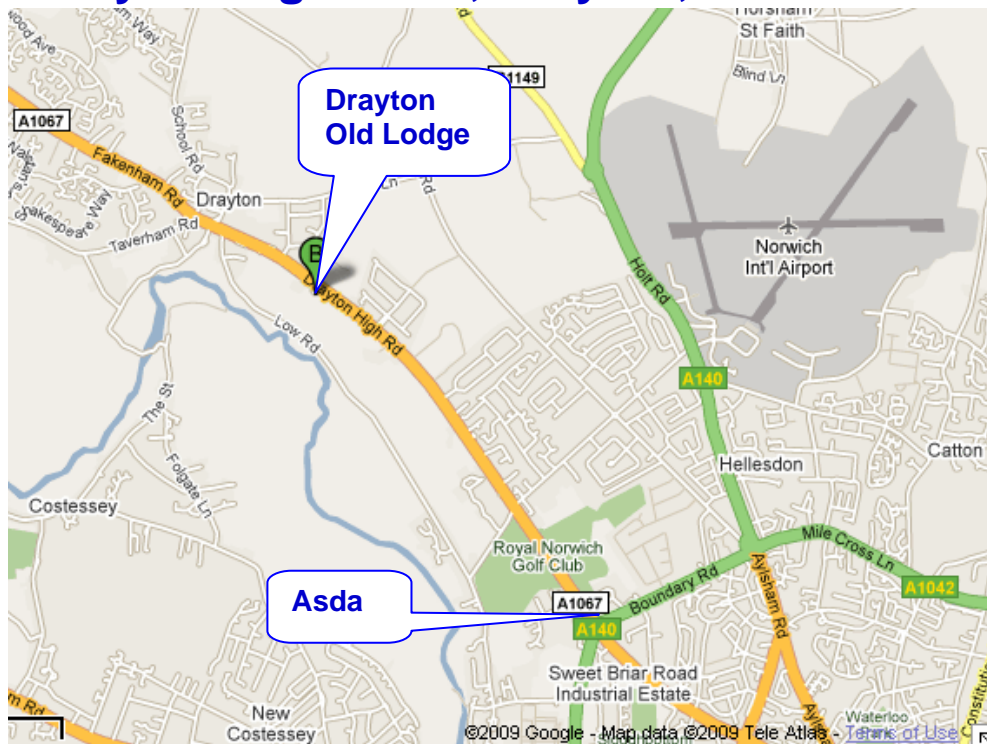 Horsham
St Faith
Blind Ln
1149
Drayton
Old Lodge
A1067
School Rd
Fakenham Rd
Drayton
Taverham Rd
Rd
Ln
B
Norwich
Int'l Airport
Holt Rd
Drayton High Rd
Low Rd
A140
The St
Folgate Ln
Costessey
Hellesdon
Catton
Royal Norwich
Golf Club
Mile Cross Ln
Boundary Rd
Aylsham Rd
A1042
Asda
A1067
A140
Sweet Briar Road
Industrial Estate
New
Costessey
Waterloo
©2009 Google - Map data ©2009 Tele Atlas - Terms of Use